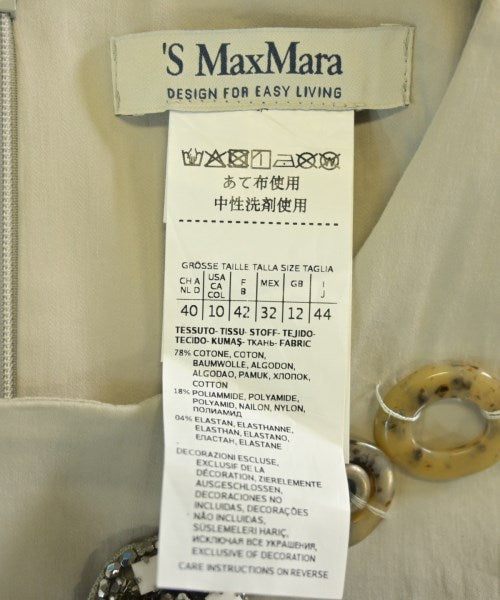 'S MaxMara
DESIGN FOR EASY LIVING
あて布使用
中性洗剤使用
GRÖSSE TAILLE TALLA SIZE TAGLIA
CH A NL D USA CA COL F B MEX GB I J
40 10 42 32 12 44
TESSUTO-TISSU-STOFF-TEJIDO-
TECIDO-KUMAŞ-ТКАНЬ-FABRIC
78% COTONE, COTON,
BAUMWOLLE, ALGODON,
ALGODAO, PAMUK, ХЛОПОК,
COTTON
18% POLIAMMIDE, POLYAMIDE,
POLYAMID, NAILON, NYLON,
ПОЛИАМИД
04% ELASTAN, ELASTHANNE,
ELASTHAN, ELASTANO,
ЕЛАСТАН, ELASTANE
DECORAZIONI ESCLUSE,
EXCLUSIF DE LA
DÉCORATION, ZIERELEMENTE
AUSGESCHLOSSEN,
DECORACIONES NO
INCLUIDAS, DECORAÇÕES
NÃO INCLUIDAS,
SÜSLEMELERI HARIÇ,
ИСКЛЮЧАЯ ВСЕ УКРАШЕНИЯ,
EXCLUSIVE OF DECORATION
CARE INSTRUCTIONS ON REVERSE